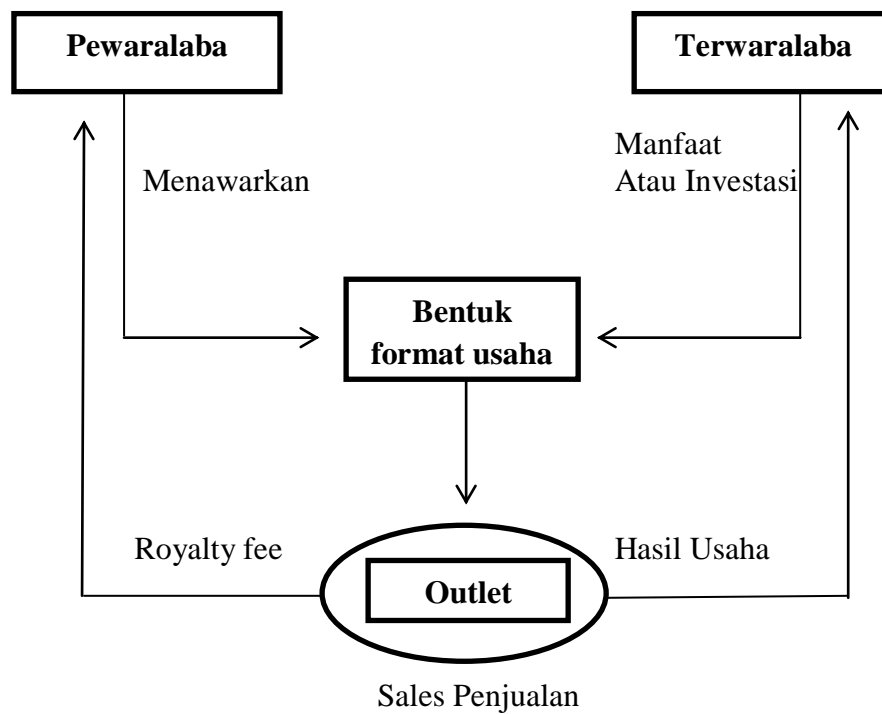 Pewaralaba
Terwaralaba
Menawarkan
Manfaat
Atau Investasi
Bentuk
format usaha
Royalty fee
Hasil Usaha
Outlet
Sales Penjualan